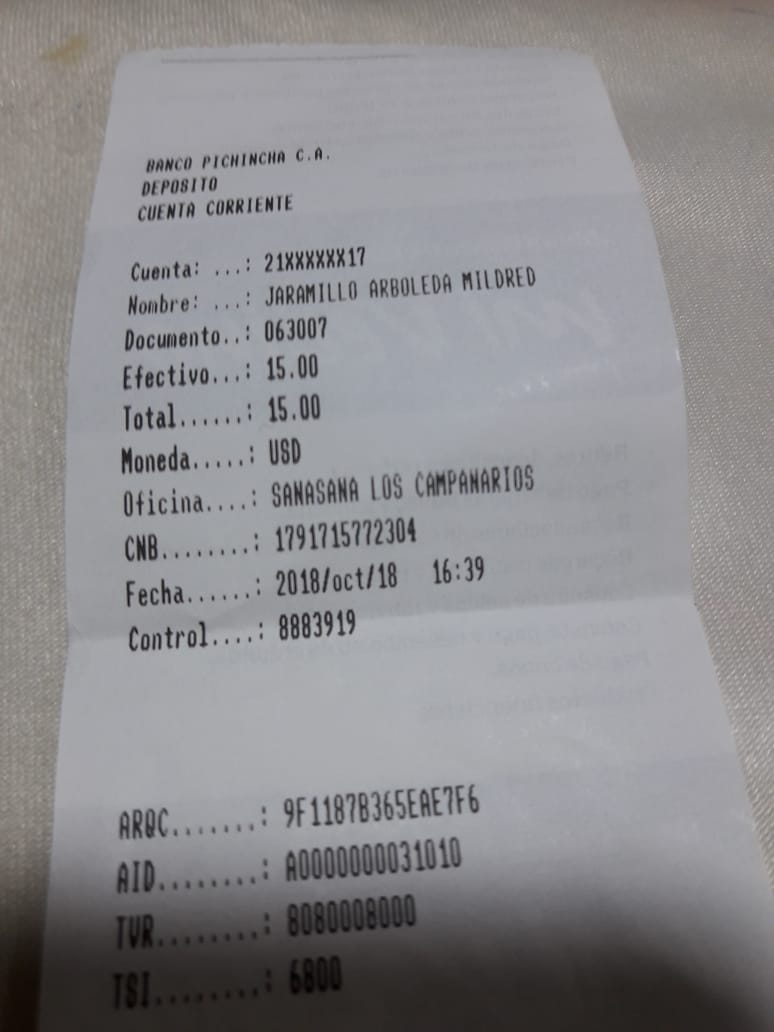 BANCO PICHINCHA C.A.
DEPOSITO
CUENTA CORRIENTE
Cuenta: ...: 21XXXXXX17
Nombre: ...: JARAMILLO ARBOLEDA MILDRED
Documento..: 063007
Efectivo...: 15.00
Total......: 15.00
Moneda.....: USD
Oficina....: SANASANA LOS CAMPANARIOS
CNB........: 1791715772304
Fecha......: 2018/oct/18 16:39
Control....: 8883919
ARQC.......: 9F1187B365EAE7F6
AID........: A0000000031010
TVR........: 8080008000
TSI........: 6800